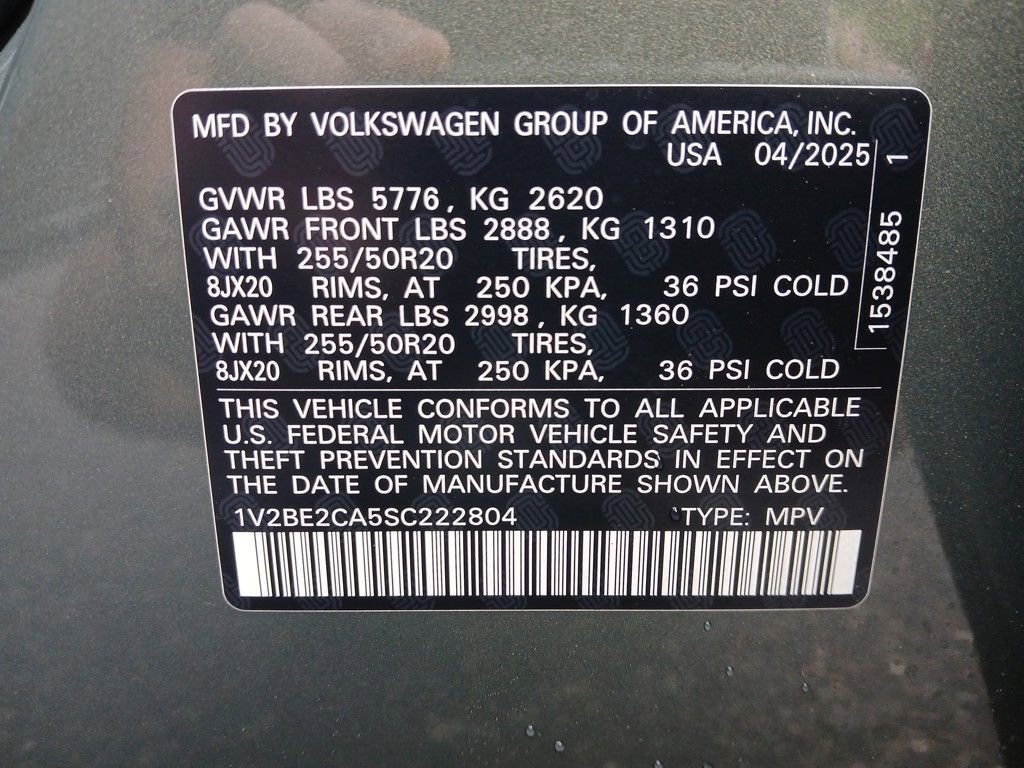 MFD BY VOLKSWAGEN GROUP OF AMERICA, INC.
USA 04/2025
GVWR LBS 5776, KG 2620
GAWR FRONT LBS 2888, KG 1310
WITH 255/50R20 TIRES,
8JX20 RIMS, AT 250 KPA, 36 PSI COLD
GAWR REAR LBS 2998, KG 1360
WITH 255/50R20 TIRES,
8JX20 RIMS, AT 250 KPA, 36 PSI COLD
THIS VEHICLE CONFORMS TO ALL APPLICABLE
U.S. FEDERAL MOTOR VEHICLE SAFETY AND
THEFT PREVENTION STANDARDS IN EFFECT ON
THE DATE OF MANUFACTURE SHOWN ABOVE.
1V2BE2CA5SC222804 TYPE: MPV
1538485 1